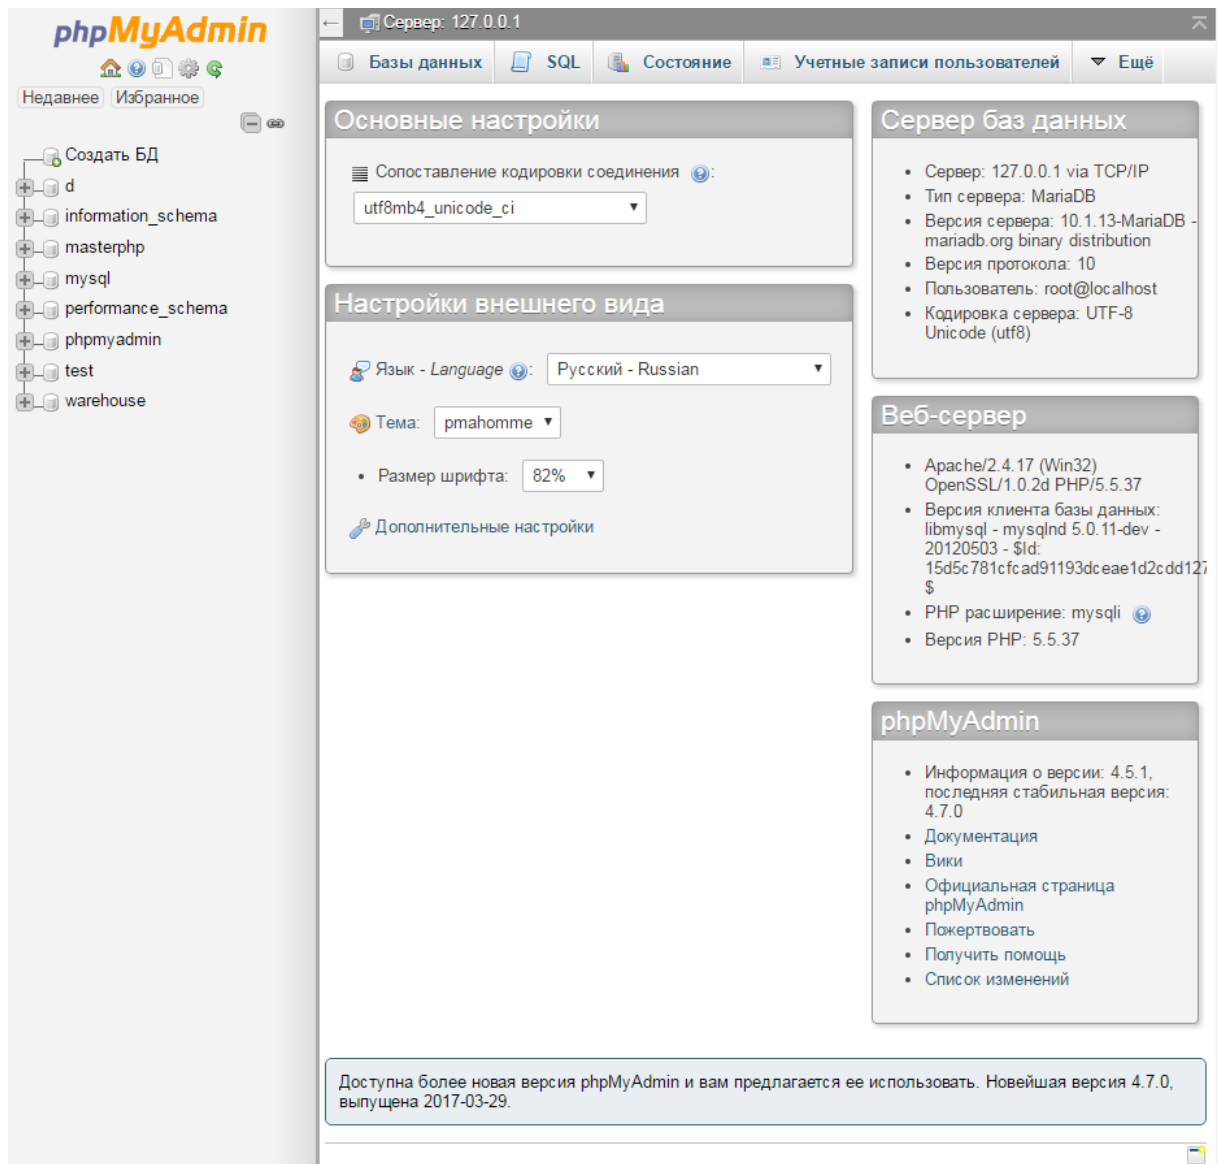 phpMyAdmin
Недавнее Избранное
Создать БД
d
information_schema
masterphp
mysql
performance_schema
phpmyadmin
test
warehouse
← Сервер: 127.0.0.1
Базы данных SQL Состояние Учетные записи пользователей Ещё
Основные настройки
Сопоставление кодировки соединения :
utf8mb4_unicode_ci
Настройки внешнего вида
Язык - Language : Русский - Russian
Тема: pmahomme
• Размер шрифта: 82%
Дополнительные настройки
Сервер баз данных
• Сервер: 127.0.0.1 via TCP/IP
• Тип сервера: MariaDB
• Версия сервера: 10.1.13-MariaDB -
mariadb.org binary distribution
• Версия протокола: 10
• Пользователь: root@localhost
• Кодировка сервера: UTF-8
Unicode (utf8)
Веб-сервер
• Apache/2.4.17 (Win32)
OpenSSL/1.0.2d PHP/5.5.37
• Версия клиента базы данных:
libmysql - mysqlnd 5.0.11-dev -
20120503 - $Id:
15d5c781cfcad91193dceae1d2cdd127
$
• PHP расширение: mysqli
• Версия PHP: 5.5.37
phpMyAdmin
• Информация о версии: 4.5.1,
последняя стабильная версия:
4.7.0
• Документация
• Вики
• Официальная страница
phpMyAdmin
• Пожертвовать
• Получить помощь
• Список изменений
Доступна более новая версия phpMyAdmin и вам предлагается ее использовать. Новейшая версия 4.7.0,
выпущена 2017-03-29.